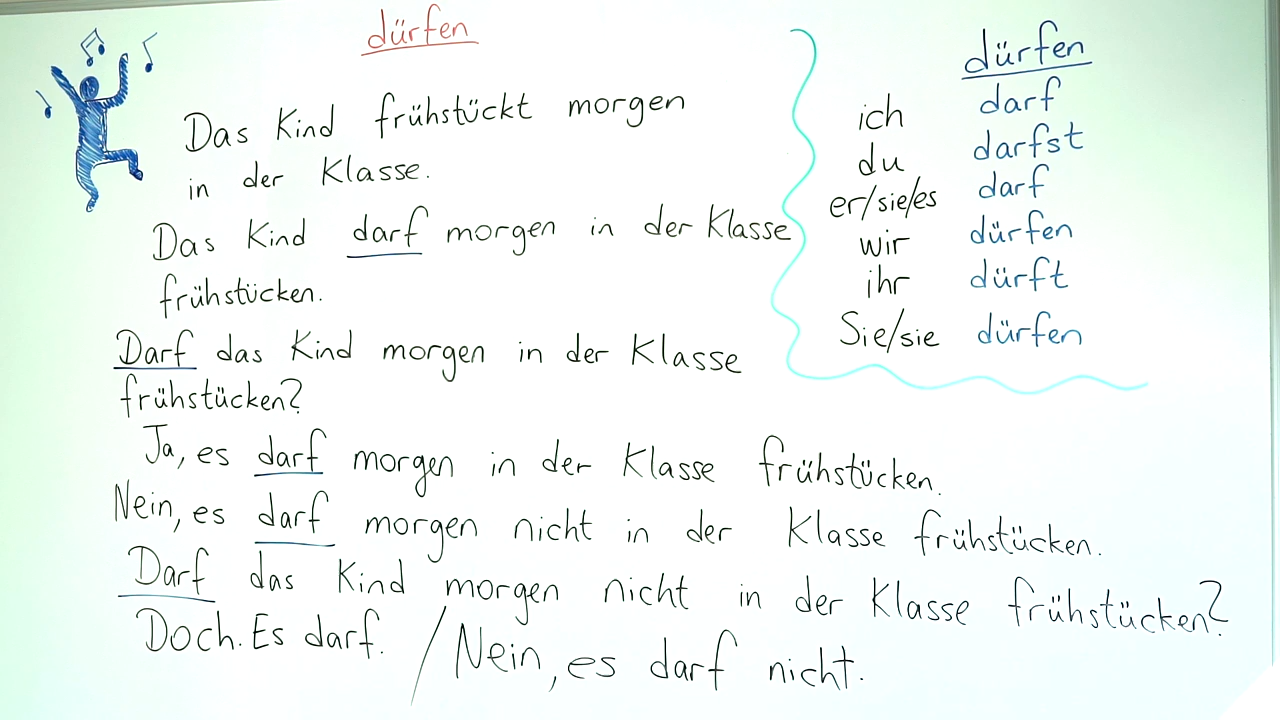 dürfen
Das Kind frühstückt morgen
in der Klasse.
Das Kind darf morgen in der Klasse
frühstücken.
Darf das Kind morgen in der Klasse
frühstücken?
Ja, es darf morgen in der Klasse frühstücken.
Nein, es darf morgen nicht in der Klasse frühstücken.
Darf das Kind morgen nicht in der Klasse frühstücken?
Doch. Es darf. / Nein, es darf nicht.
dürfen
ich darf
du darfst
er/sie/es darf
wir dürfen
ihr dürft
Sie/sie dürfen